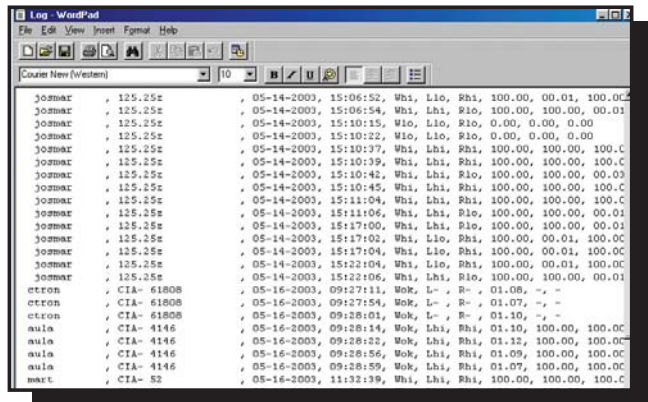 Log - WordPad
File Edit View Insert Format Help
Courier New (Western) 10 B / U
josmar , 125.25z , 05-14-2003, 15:06:52, Whi, Llo, Rhi, 100.00, 00.01, 100.00
josmar , 125.25z , 05-14-2003, 15:06:54, Whi, Lhi, Rlo, 100.00, 100.00, 00.01
josmar , 125.25z , 05-14-2003, 15:10:15, Wlo, Llo, Rlo, 0.00, 0.00, 0.00
josmar , 125.25z , 05-14-2003, 15:10:22, Wlo, Llo, Rlo, 0.00, 0.00, 0.00
josmar , 125.25z , 05-14-2003, 15:10:37, Whi, Lhi, Rhi, 100.00, 100.00, 100.0
josmar , 125.25z , 05-14-2003, 15:10:39, Whi, Lhi, Rhi, 100.00, 100.00, 100.0
josmar , 125.25z , 05-14-2003, 15:10:42, Whi, Lhi, Rlo, 100.00, 100.00, 00.03
josmar , 125.25z , 05-14-2003, 15:10:45, Whi, Lhi, Rhi, 100.00, 100.00, 100.0
josmar , 125.25z , 05-14-2003, 15:11:04, Whi, Lhi, Rhi, 100.00, 100.00, 100.0
josmar , 125.25z , 05-14-2003, 15:11:06, Whi, Lhi, Rlo, 100.00, 100.00, 00.01
josmar , 125.25z , 05-14-2003, 15:17:00, Whi, Lhi, Rlo, 100.00, 100.00, 00.01
josmar , 125.25z , 05-14-2003, 15:17:02, Whi, Llo, Rhi, 100.00, 00.01, 100.00
josmar , 125.25z , 05-14-2003, 15:17:04, Whi, Llo, Rhi, 100.00, 00.01, 100.00
josmar , 125.25z , 05-14-2003, 15:22:04, Whi, Llo, Rhi, 100.00, 00.01, 100.00
josmar , 125.25z , 05-14-2003, 15:22:06, Whi, Lhi, Rlo, 100.00, 100.00, 00.01
ctron , CIA- 61808 , 05-16-2003, 09:27:11, Wok, L- , R- , 01.08, -, -
ctron , CIA- 61808 , 05-16-2003, 09:27:54, Wok, L- , R- , 01.07, -, -
ctron , CIA- 61808 , 05-16-2003, 09:28:01, Wok, L- , R- , 01.10, -, -
aula , CIA- 4146 , 05-16-2003, 09:28:14, Wok, Lhi, Rhi, 01.10, 100.00, 100.00
aula , CIA- 4146 , 05-16-2003, 09:28:22, Wok, Lhi, Rhi, 01.12, 100.00, 100.00
aula , CIA- 4146 , 05-16-2003, 09:28:56, Wok, Lhi, Rhi, 01.09, 100.00, 100.00
aula , CIA- 4146 , 05-16-2003, 09:28:59, Wok, Lhi, Rhi, 01.07, 100.00, 100.00
mart , CIA- 52 , 05-16-2003, 11:32:39, Whi, Lhi, Rhi, 100.00, 100.00, 100.0